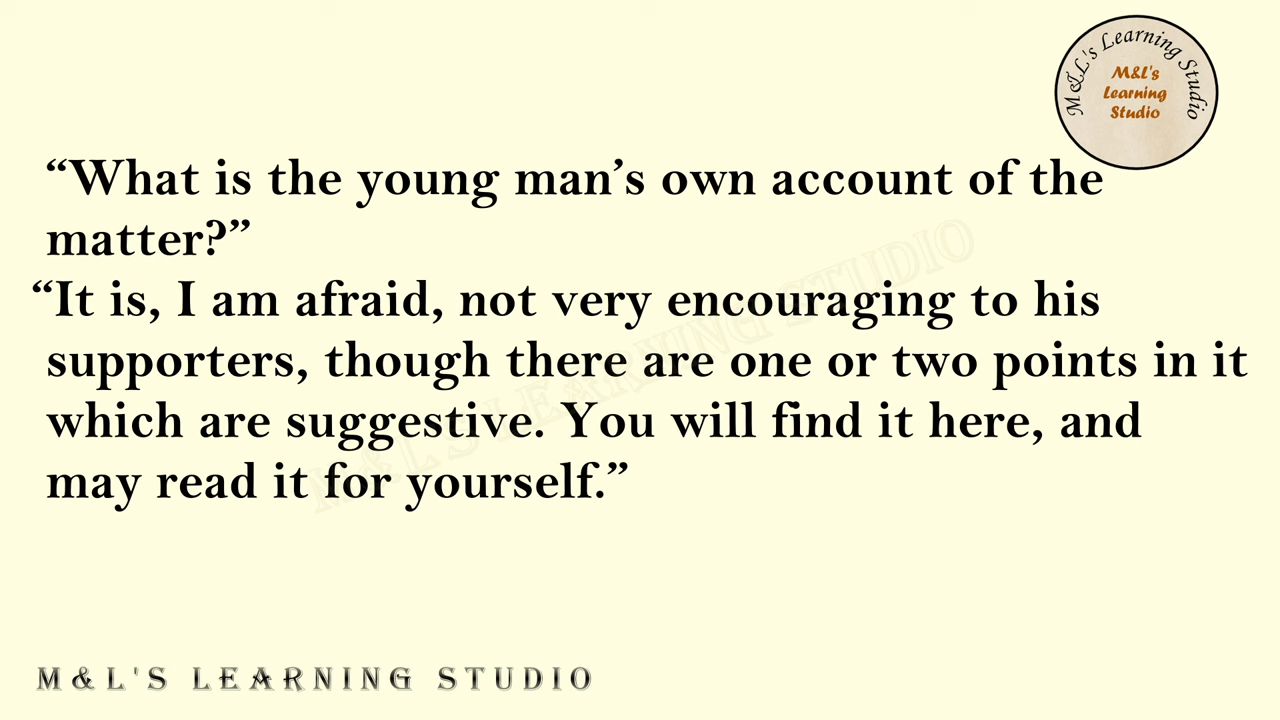 M&L's Learning Studio
M&L's
Learning
Studio
“What is the young man’s own account of the
matter?”
“It is, I am afraid, not very encouraging to his
supporters, though there are one or two points in it
which are suggestive. You will find it here, and
may read it for yourself.”
M&L'S LEARNING STUDIO
M&L'S LEARNING STUDIO